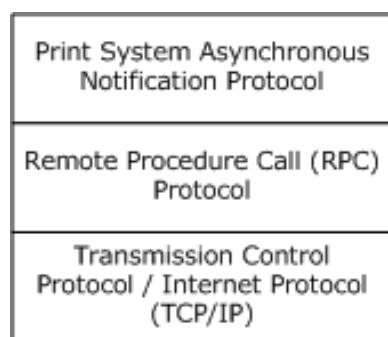 Print System Asynchronous
Notification Protocol
Remote Procedure Call (RPC)
Protocol
Transmission Control
Protocol / Internet Protocol
(TCP/IP)